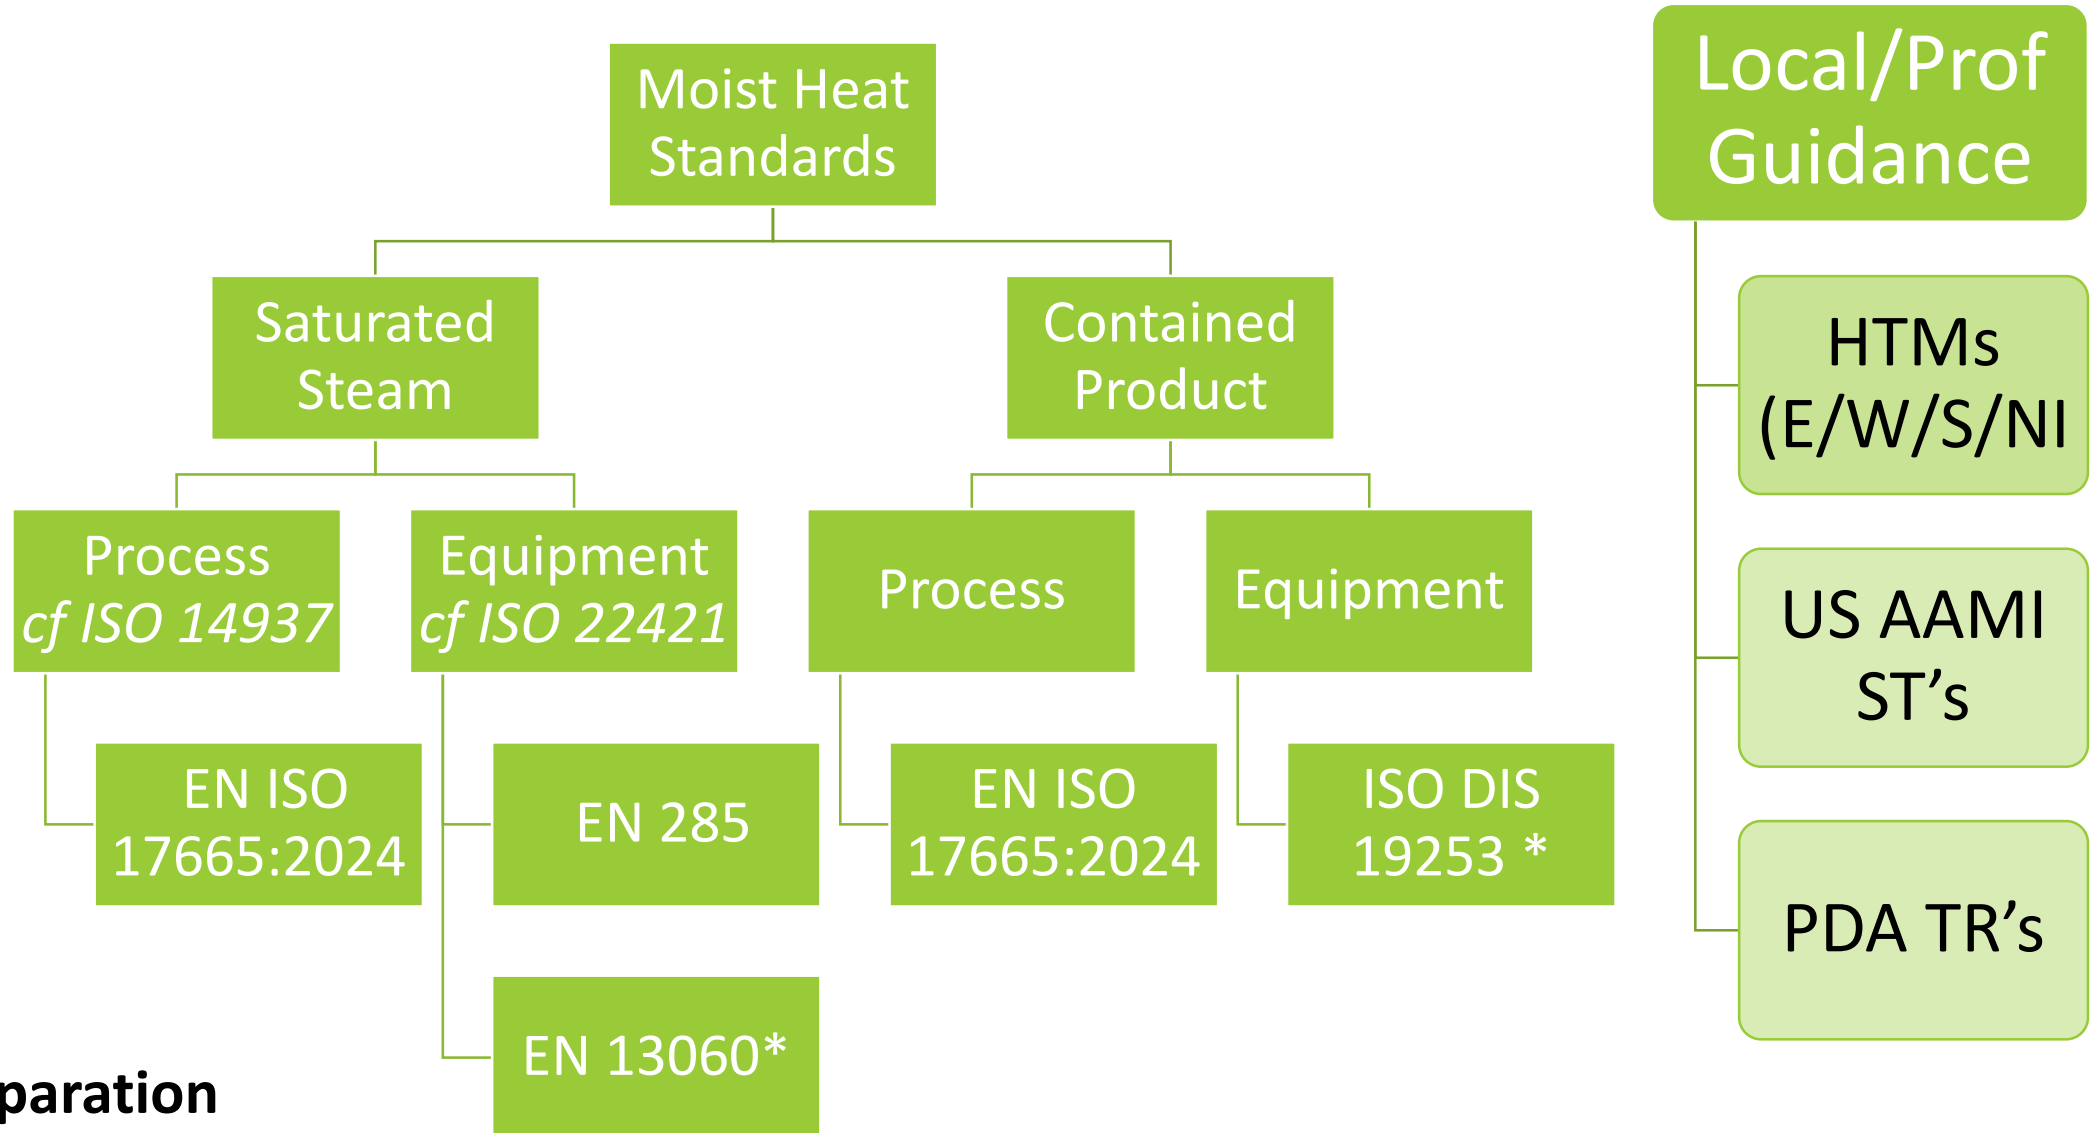 Moist Heat
Standards
Saturated
Steam
Contained
Product
Process
cf ISO 14937
Equipment
cf ISO 22421
Process
Equipment
EN ISO
17665:2024
EN 285
EN ISO
17665:2024
ISO DIS
19253 *
EN 13060*
paration
Local/Prof
Guidance
HTMs
(E/W/S/NI
US AAMI
ST’s
PDA TR’s